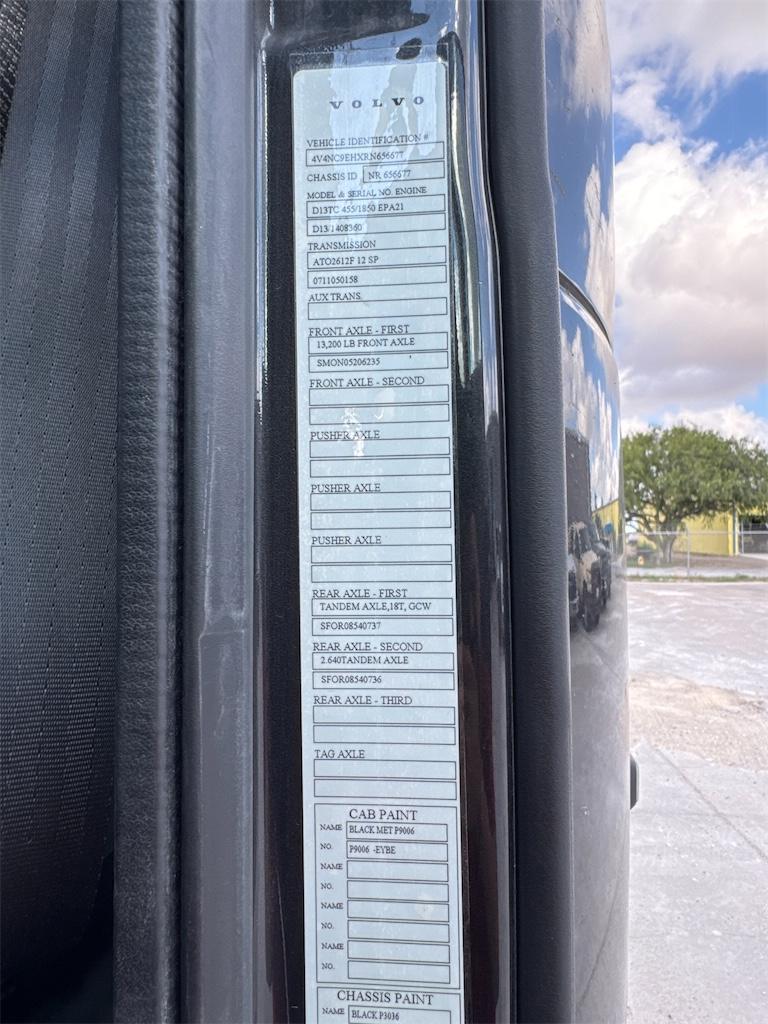 VOLVO
VEHICLE IDENTIFICATION #
4V4NC9EHXRN656677
CHASSIS ID NR 656677
MODEL & SERIAL NO. ENGINE
D13TC 455/1850 EPA21
D13/1408360
TRANSMISSION
ATO2612F 12 SP
0711050158
AUX TRANS.
FRONT AXLE - FIRST
13,200 LB FRONT AXLE
SMON05206235
FRONT AXLE - SECOND
PUSHER AXLE
PUSHER AXLE
PUSHER AXLE
REAR AXLE - FIRST
TANDEM AXLE,18T, GCW
SFOR08540737
REAR AXLE - SECOND
2.640TANDEM AXLE
SFOR08540736
REAR AXLE - THIRD
TAG AXLE
CAB PAINT
NAME BLACK MET P9006
NO. P9006 -EYBE
NAME
NO.
NAME
NO.
NAME
NO.
CHASSIS PAINT
NAME BLACK P3036